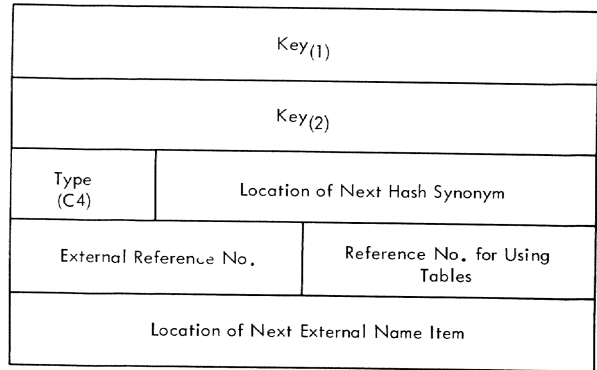 Key(1)
Key(2)
Type
(C4)
Location of Next Hash Synonym
External Reference No.
Reference No. for Using
Tables
Location of Next External Name Item